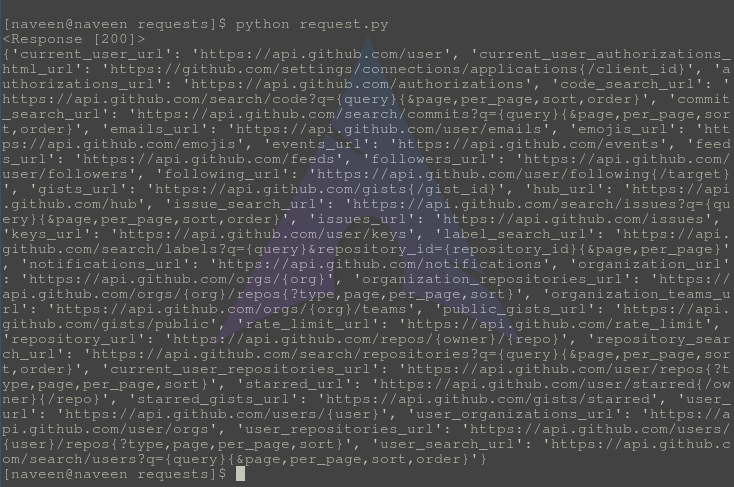 [naveen@naveen requests]$ python request.py
<Response [200]>
{'current_user_url': 'https://api.github.com/user', 'current_user_authorizations_
html_url': 'https://github.com/settings/connections/applications{/client_id}', 'a
uthorizations_url': 'https://api.github.com/authorizations', 'code_search_url': '
https://api.github.com/search/code?q={query}{&page,per_page,sort,order}', 'commit
_search_url': 'https://api.github.com/search/commits?q={query}{&page,per_page,sor
t,order}', 'emails_url': 'https://api.github.com/user/emails', 'emojis_url': 'htt
ps://api.github.com/emojis', 'events_url': 'https://api.github.com/events', 'feed
s_url': 'https://api.github.com/feeds', 'followers_url': 'https://api.github.com/
user/followers', 'following_url': 'https://api.github.com/user/following{/target}
', 'gists_url': 'https://api.github.com/gists{/gist_id}', 'hub_url': 'https://api
.github.com/hub', 'issue_search_url': 'https://api.github.com/search/issues?q={qu
ery}{&page,per_page,sort,order}', 'issues_url': 'https://api.github.com/issues', 
'keys_url': 'https://api.github.com/user/keys', 'label_search_url': 'https://api.
github.com/search/labels?q={query}&repository_id={repository_id}{&page,per_page}'
, 'notifications_url': 'https://api.github.com/notifications', 'organization_url'
: 'https://api.github.com/orgs/{org}', 'organization_repositories_url': 'https://
api.github.com/orgs/{org}/repos{?type,page,per_page,sort}', 'organization_teams_u
rl': 'https://api.github.com/orgs/{org}/teams', 'public_gists_url': 'https://api.
github.com/gists/public', 'rate_limit_url': 'https://api.github.com/rate_limit', 
'repository_url': 'https://api.github.com/repos/{owner}/{repo}', 'repository_sear
ch_url': 'https://api.github.com/search/repositories?q={query}{&page,per_page,sor
t,order}', 'current_user_repositories_url': 'https://api.github.com/user/repos{?t
ype,page,per_page,sort}', 'starred_url': 'https://api.github.com/user/starred{/ow
ner}{/repo}', 'starred_gists_url': 'https://api.github.com/gists/starred', 'user_
url': 'https://api.github.com/users/{user}', 'user_organizations_url': 'https://a
pi.github.com/user/orgs', 'user_repositories_url': 'https://api.github.com/users/
{user}/repos{?type,page,per_page,sort}', 'user_search_url': 'https://api.github.c
om/search/users?q={query}{&page,per_page,sort,order}'}
[naveen@naveen requests]$